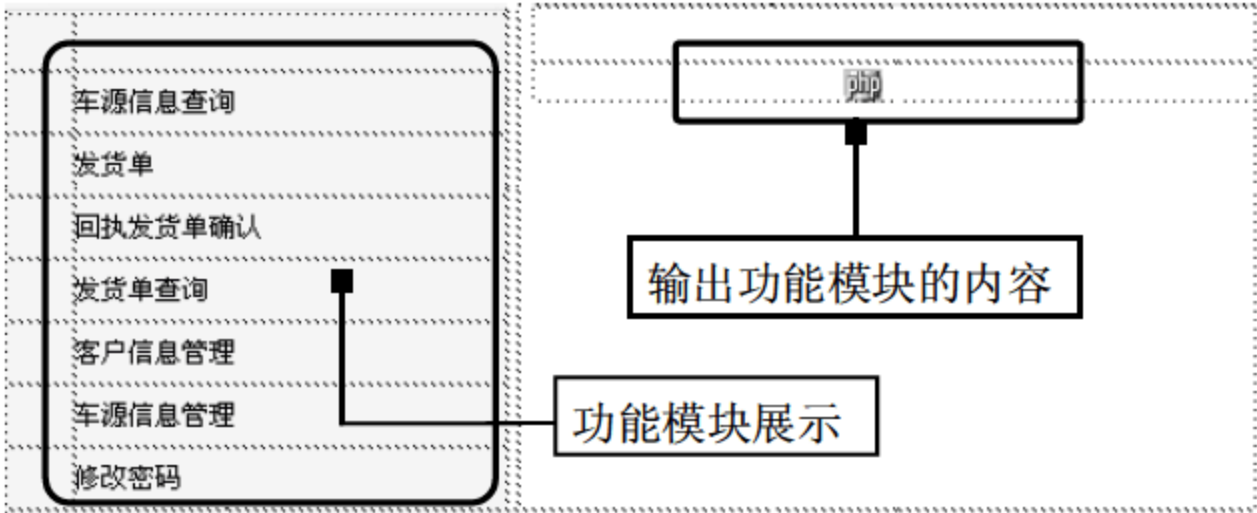 车源信息查询
发货单
回执发货单确认
发货单查询
客户信息管理
车源信息管理
修改密码
php
输出功能模块的内容
功能模块展示